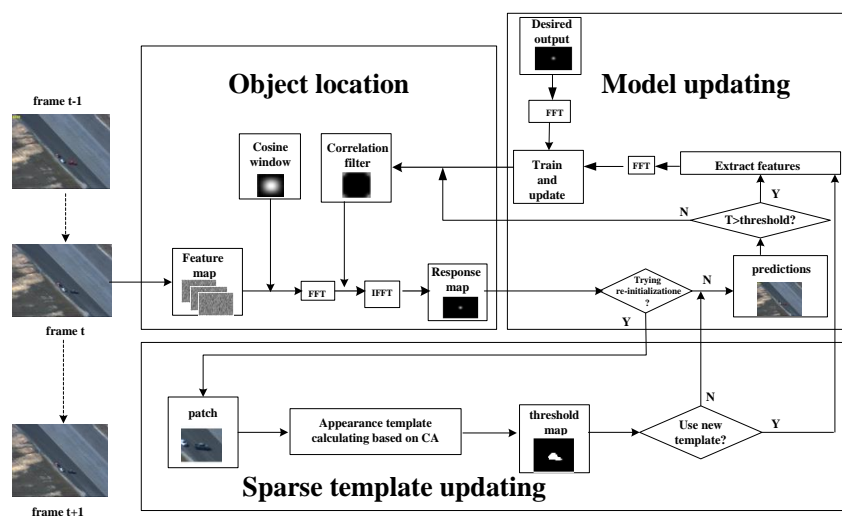 frame t-1
frame t
frame t+1
Object location
Cosine
window
Correlation
filter
Feature
map
FFT
IFFT
Response
map
Model updating
Desired
output
FFT
Train
and
update
FFT
Extract features
Y
N
T>threshold?
predictions
Trying
re-initializatione
?
N
Y
patch
Appearance template
calculating based on CA
threshold
map
Use new
template?
N
Y
Sparse template updating